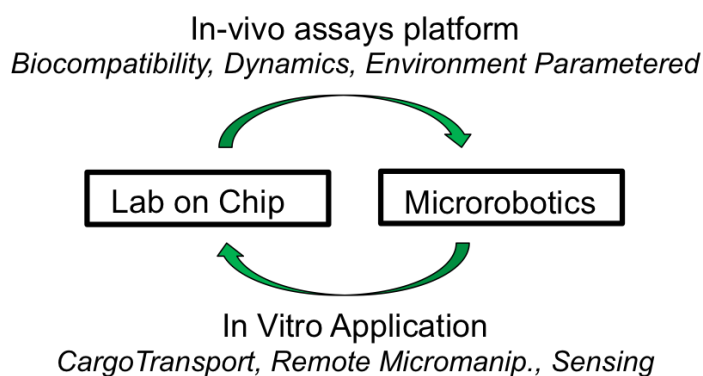 In-vivo assays platform
Biocompatibility, Dynamics, Environment Parametered
Lab on Chip
Microrobotics
In Vitro Application
CargoTransport, Remote Micromanip., Sensing